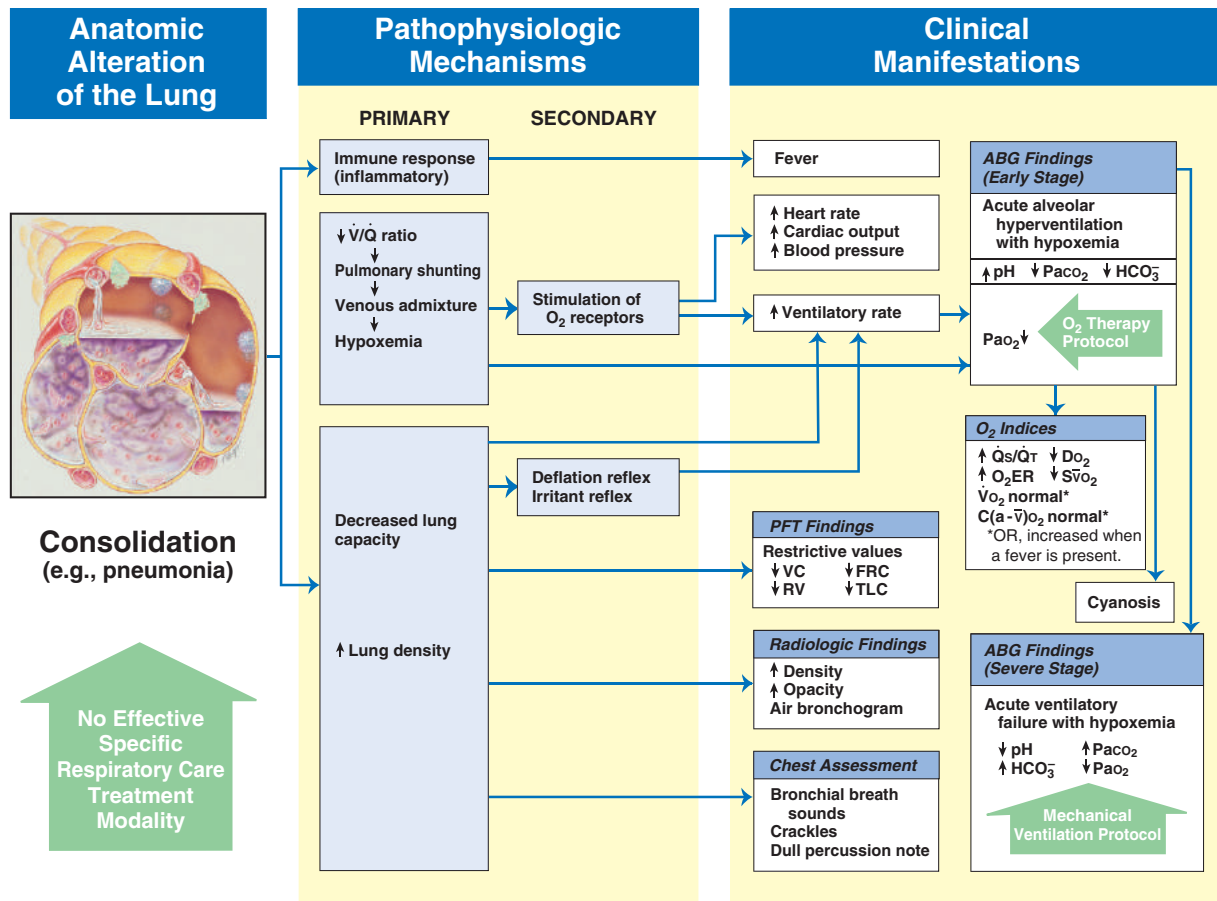 Anatomic
Alteration
of the Lung
Pathophysiologic
Mechanisms
Clinical
Manifestations
PRIMARY
SECONDARY
Immune response
(inflammatory)
↓ V̇/Q̇ ratio
↓
Pulmonary shunting
↓
Venous admixture
↓
Hypoxemia
Stimulation of
O₂ receptors
Decreased lung
capacity
↑ Lung density
Deflation reflex
Irritant reflex
Fever
↑ Heart rate
↑ Cardiac output
↑ Blood pressure
↑ Ventilatory rate
PFT Findings
Restrictive values
↓ VC ↓ FRC
↓ RV ↓ TLC
Radiologic Findings
↑ Density
↑ Opacity
Air bronchogram
Chest Assessment
Bronchial breath
sounds
Crackles
Dull percussion note
ABG Findings
(Early Stage)
Acute alveolar
hyperventilation
with hypoxemia
↑ pH ↓ PaCO₂ ↓ HCO₃⁻
PaO₂ ↓
O₂ Therapy
Protocol
O₂ Indices
↑ Q̇S/Q̇T ↓ DO₂
↑ O₂ER ↓ Sv̄O₂
V̇O₂ normal*
C(a-v̄)O₂ normal*
*OR, increased when
a fever is present.
Cyanosis
ABG Findings
(Severe Stage)
Acute ventilatory
failure with hypoxemia
↓ pH ↑ PaCO₂
↑ HCO₃⁻ ↓ PaO₂
Mechanical
Ventilation Protocol
Consolidation
(e.g., pneumonia)
No Effective
Specific
Respiratory Care
Treatment
Modality